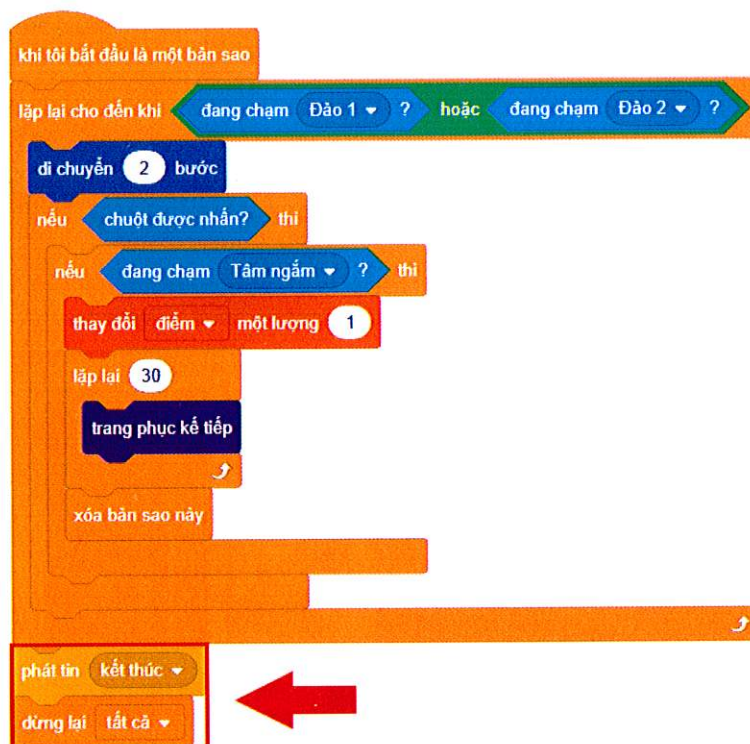 khi tôi bắt đầu là một bản sao
lặp lại cho đến khi đang chạm Đảo 1 ? hoặc đang chạm Đảo 2 ?
di chuyển 2 bước
nếu chuột được nhấn? thì
nếu đang chạm Tâm ngắm ? thì
thay đổi điểm một lượng 1
lặp lại 30
trang phục kế tiếp
xóa bản sao này
phát tin kết thúc
dừng lại tất cả